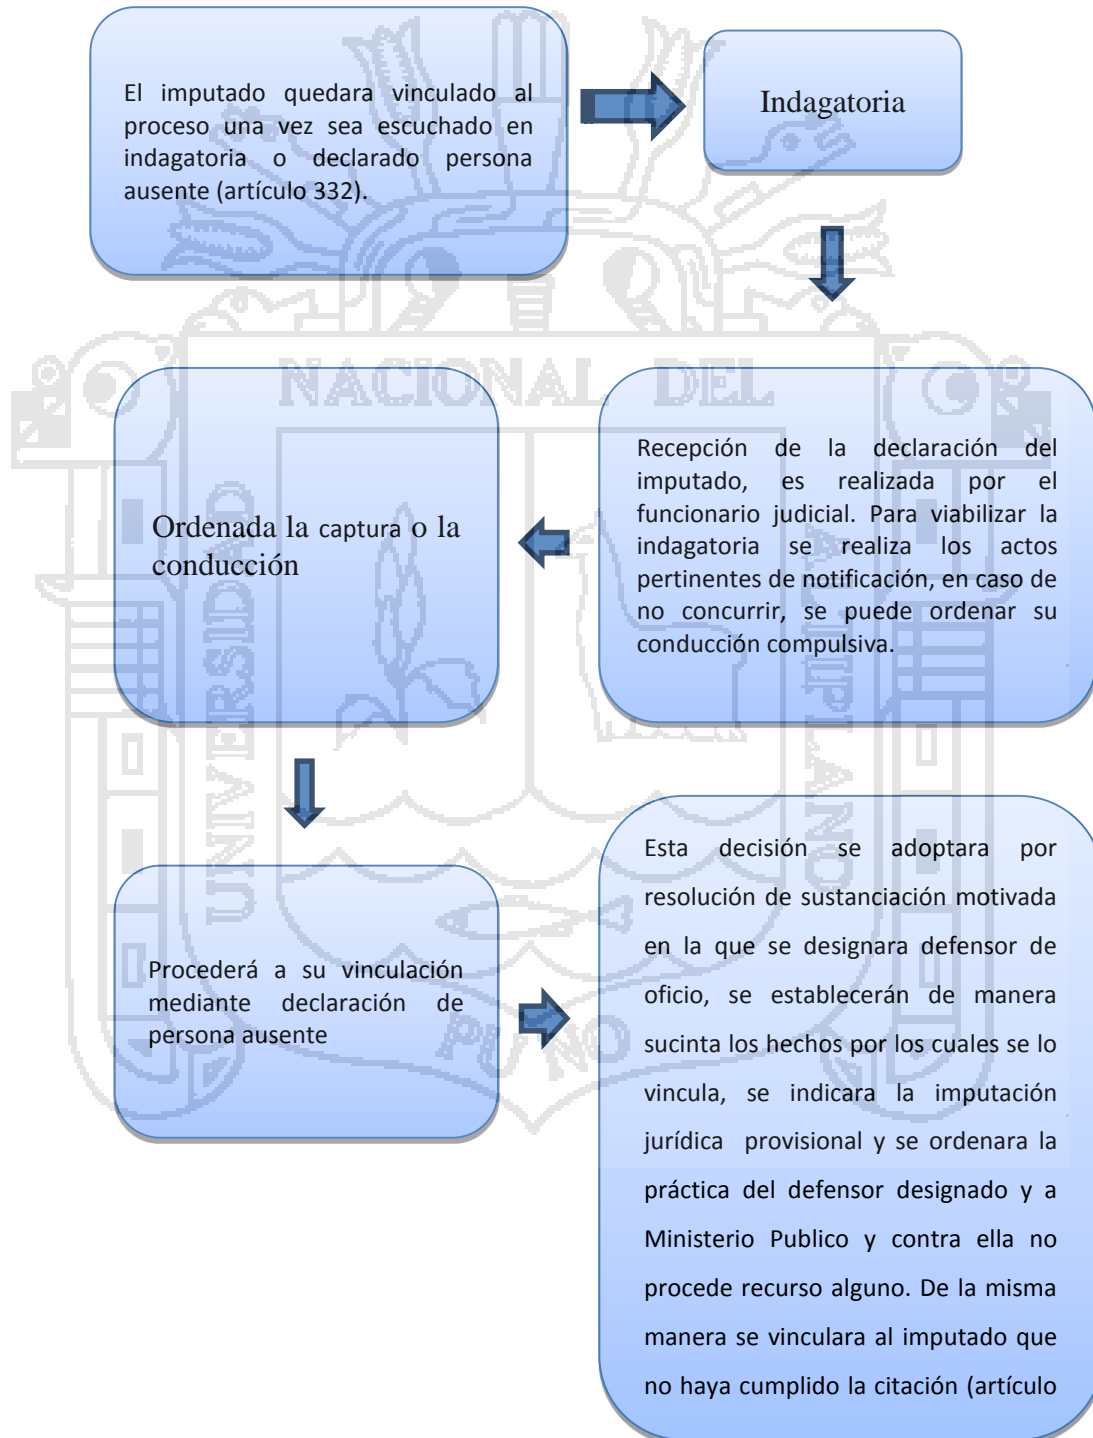 El imputado quedara vinculado al
proceso una vez sea escuchado en
indagatoria o declarado persona
ausente (artículo 332).
Indagatoria
Recepción de la declaración del
imputado, es realizada por el
funcionario judicial. Para viabilizar la
indagatoria se realiza los actos
pertinentes de notificación, en caso de
no concurrir, se puede ordenar su
conducción compulsiva.
Ordenada la captura o la
conducción
Procederá a su vinculación
mediante declaración de
persona ausente
Esta decisión se adoptara por
resolución de sustanciación motivada
en la que se designara defensor de
oficio, se establecerán de manera
sucinta los hechos por los cuales se lo
vincula, se indicara la imputación
jurídica provisional y se ordenara la
práctica del defensor designado y a
Ministerio Publico y contra ella no
procede recurso alguno. De la misma
manera se vinculara al imputado que
no haya cumplido la citación (artículo
UNIVERSIDAD
NACIONAL DEL
ALTIPLANO
PUNO